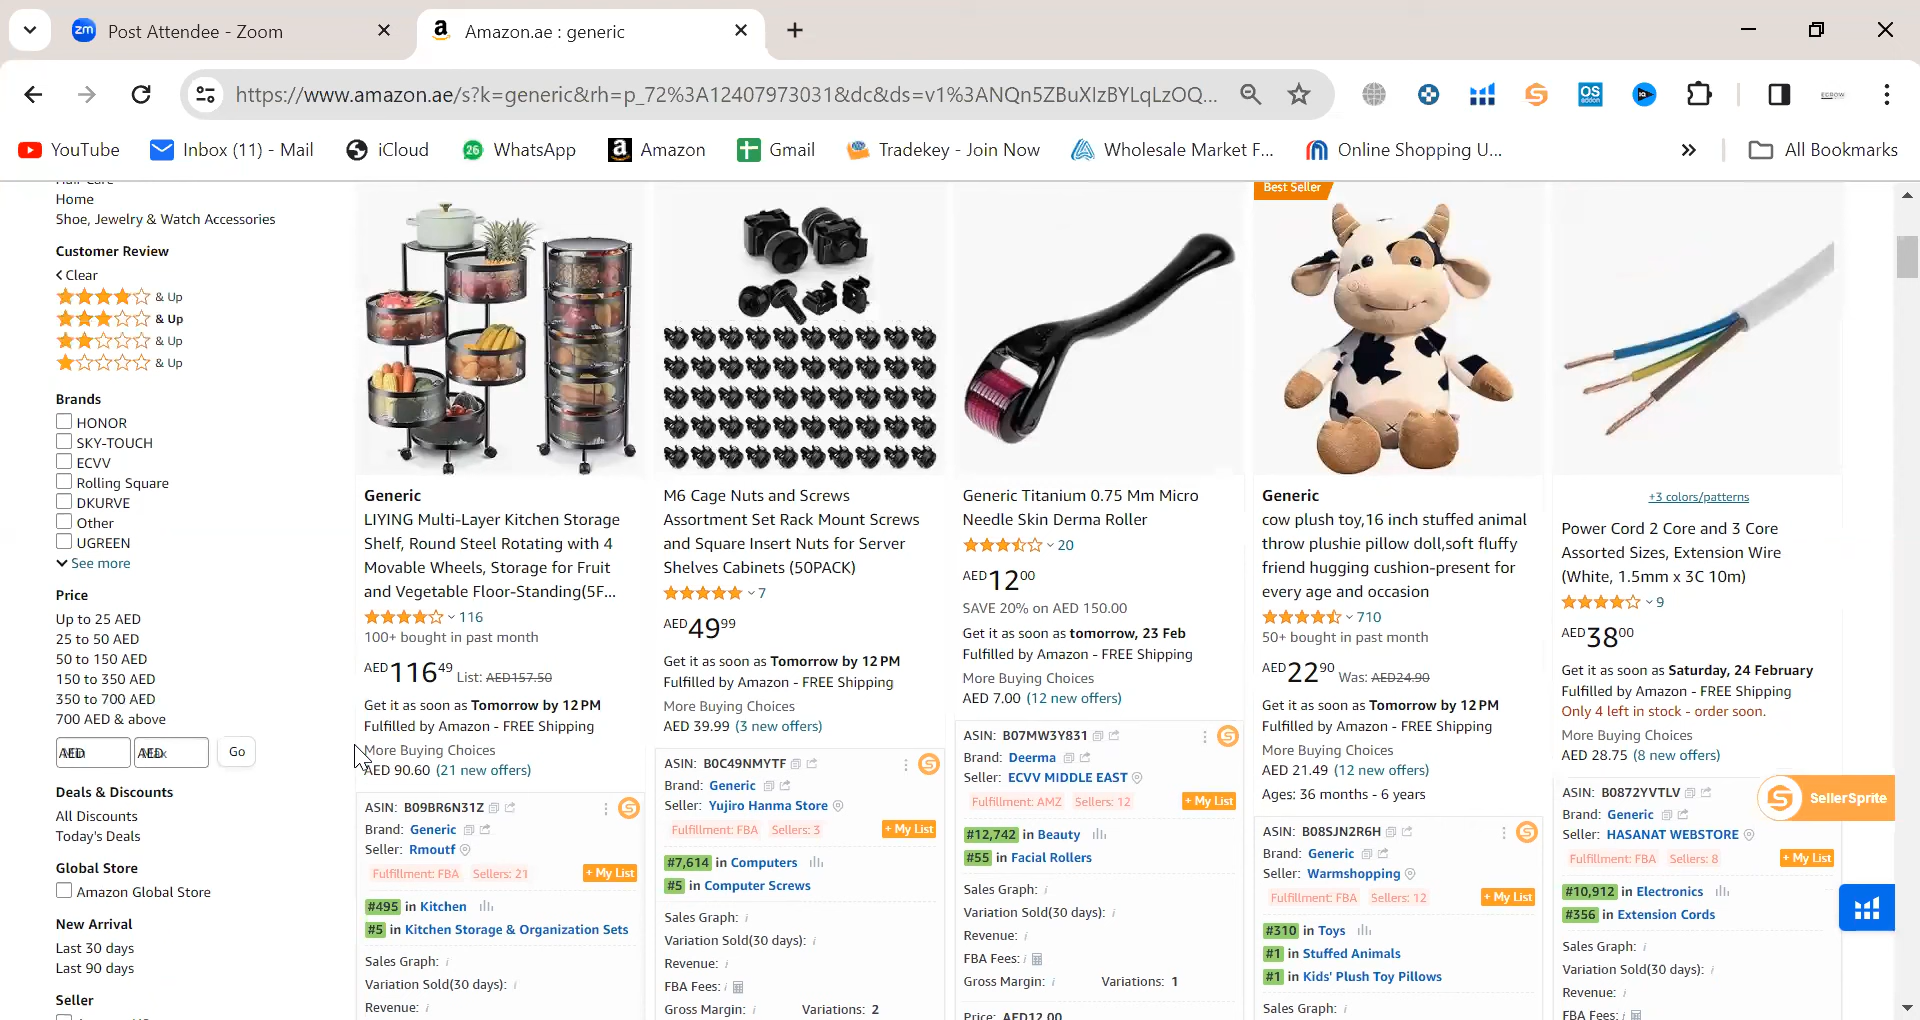 Post Attendee - Zoom
Amazon.ae : generic
https://www.amazon.ae/s?k=generic&rh=p_72%3A12407973031&dc&ds=v1%3ANQn5ZBuXIzBYLqLzOQ...
YouTube
Inbox (11) - Mail
iCloud
WhatsApp
Amazon
Gmail
Tradekey - Join Now
Wholesale Market F...
Online Shopping U...
All Bookmarks
Home
Shoe, Jewelry & Watch Accessories
Customer Review
Clear
& Up
& Up
& Up
& Up
Brands
HONOR
SKY-TOUCH
ECVV
Rolling Square
DKURVE
Other
UGREEN
See more
Price
Up to 25 AED
25 to 50 AED
50 to 150 AED
150 to 350 AED
350 to 700 AED
700 AED & above
AED
AED
Go
Deals & Discounts
All Discounts
Today's Deals
Global Store
Amazon Global Store
New Arrival
Last 30 days
Last 90 days
Seller
Generic
LIYING Multi-Layer Kitchen Storage
Shelf, Round Steel Rotating with 4
Movable Wheels, Storage for Fruit
and Vegetable Floor-Standing(5F...
116
100+ bought in past month
AED116 49 List: AED157.50
Get it as soon as Tomorrow by 12 PM
Fulfilled by Amazon - FREE Shipping
More Buying Choices
AED 90.60 (21 new offers)
ASIN: B09BR6N31Z
Brand: Generic
Seller: Rmoutf
Fulfillment: FBA Sellers: 21
+ My List
#495 in Kitchen
#5 in Kitchen Storage & Organization Sets
Sales Graph:
Variation Sold(30 days):
Revenue:
M6 Cage Nuts and Screws
Assortment Set Rack Mount Screws
and Square Insert Nuts for Server
Shelves Cabinets (50PACK)
7
AED49 99
Get it as soon as Tomorrow by 12 PM
Fulfilled by Amazon - FREE Shipping
More Buying Choices
AED 39.99 (3 new offers)
ASIN: B0C49NMYTF
Brand: Generic
Seller: Yujiro Hanma Store
Fulfillment: FBA Sellers: 3
+ My List
#7,614 in Computers
#5 in Computer Screws
Sales Graph:
Variation Sold(30 days):
Revenue:
FBA Fees:
Gross Margin: Variations: 2
Generic Titanium 0.75 Mm Micro
Needle Skin Derma Roller
20
AED12 00
SAVE 20% on AED 150.00
Get it as soon as tomorrow, 23 Feb
Fulfilled by Amazon - FREE Shipping
More Buying Choices
AED 7.00 (12 new offers)
ASIN: B07MW3Y831
Brand: Deerma
Seller: ECVV MIDDLE EAST
Fulfillment: AMZ Sellers: 12
+ My List
#12,742 in Beauty
#55 in Facial Rollers
Sales Graph:
Variation Sold(30 days):
Revenue:
FBA Fees:
Gross Margin: Variations: 1
Price: AED12.00
Best Seller
Generic
cow plush toy,16 inch stuffed animal
throw plushie pillow doll,soft fluffy
friend hugging cushion-present for
every age and occasion
710
50+ bought in past month
AED22 90 Was: AED24.90
Get it as soon as Tomorrow by 12 PM
Fulfilled by Amazon - FREE Shipping
More Buying Choices
AED 21.49 (12 new offers)
Ages: 36 months - 6 years
ASIN: B08SJN2R6H
Brand: Generic
Seller: Warmshopping
Fulfillment: FBA Sellers: 12
+ My List
#310 in Toys
#1 in Stuffed Animals
#1 in Kids' Plush Toy Pillows
Sales Graph:
+3 colors/patterns
Power Cord 2 Core and 3 Core
Assorted Sizes, Extension Wire
(White, 1.5mm x 3C 10m)
9
AED38 00
Get it as soon as Saturday, 24 February
Fulfilled by Amazon - FREE Shipping
Only 4 left in stock - order soon.
More Buying Choices
AED 28.75 (8 new offers)
ASIN: B0872YVTLV
Brand: Generic
Seller: HASANAT WEBSTORE
Fulfillment: FBA Sellers: 8
+ My List
#10,912 in Electronics
#356 in Extension Cords
Sales Graph:
Variation Sold(30 days):
Revenue:
FBA Fees:
SellerSprite